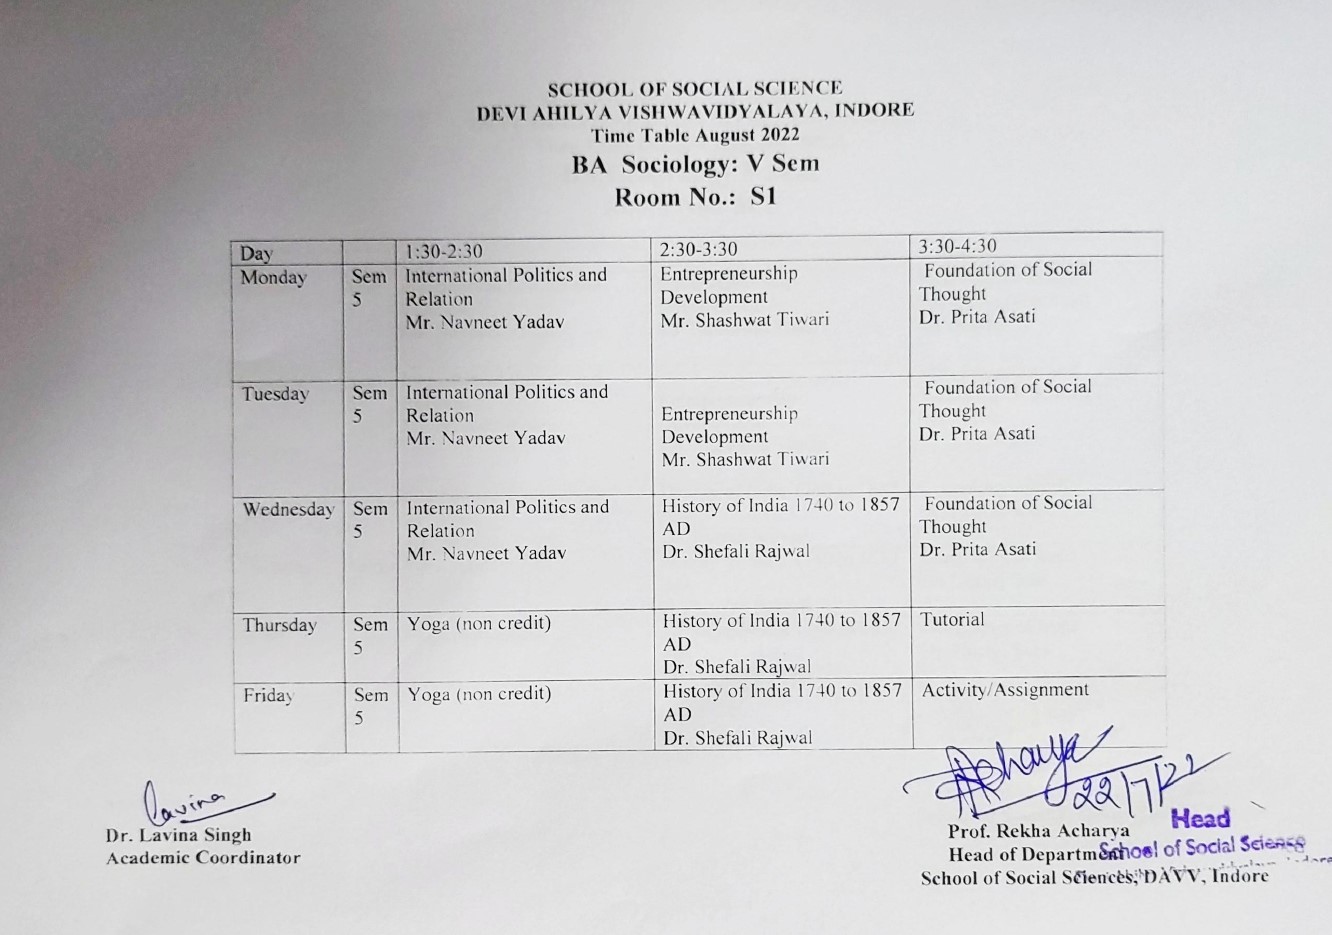 SCHOOL OF SOCIAL SCIENCE
DEVI AHILYA VISHWAVIDYALAYA, INDORE
Time Table August 2022
BA Sociology: V Sem
Room No.: S1
Day 1:30-2:30 2:30-3:30 3:30-4:30
Monday Sem International Politics and Entrepreneurship Foundation of Social
5 Relation Development Thought
Mr. Navneet Yadav Mr. Shashwat Tiwari Dr. Prita Asati
Tuesday Sem International Politics and Foundation of Social
5 Relation Entrepreneurship Thought
Mr. Navneet Yadav Development Dr. Prita Asati
Mr. Shashwat Tiwari
Wednesday Sem International Politics and History of India 1740 to 1857 Foundation of Social
5 Relation AD Thought
Mr. Navneet Yadav Dr. Shefali Rajwal Dr. Prita Asati
Thursday Sem Yoga (non credit) History of India 1740 to 1857 Tutorial
5 AD
Dr. Shefali Rajwal
Friday Sem Yoga (non credit) History of India 1740 to 1857 Activity/Assignment
5 AD
Dr. Shefali Rajwal
Lavina
Dr. Lavina Singh
Academic Coordinator
Acharya
22/7/22
Prof. Rekha Acharya
Head of Department
School of Social Sciences, DAVV, Indore
Head
School of Social Science